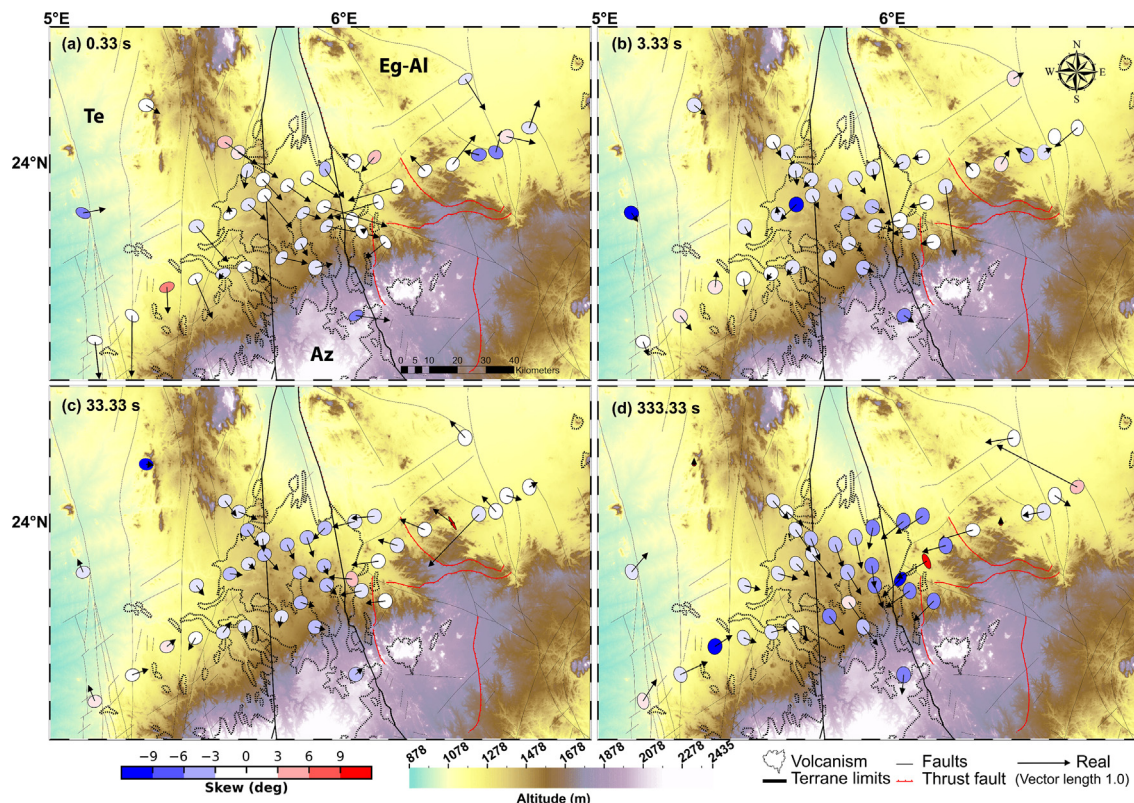 5°E 6°E 5°E 6°E
(a) 0.33 s
Eg-Al
Te
24°N
Az
0 5 10 20 30 40
Kilometers
(b) 3.33 s
N
W E
S
24°N
(c) 33.33 s
24°N
(d) 333.33 s
24°N
−9 −6 −3 0 3 6 9
Skew (deg)
878 1078 1278 1478 1678 1878 2078 2278 2435
Altitude (m)
Volcanism Faults Real
Terrane limits Thrust fault (Vector length 1.0)